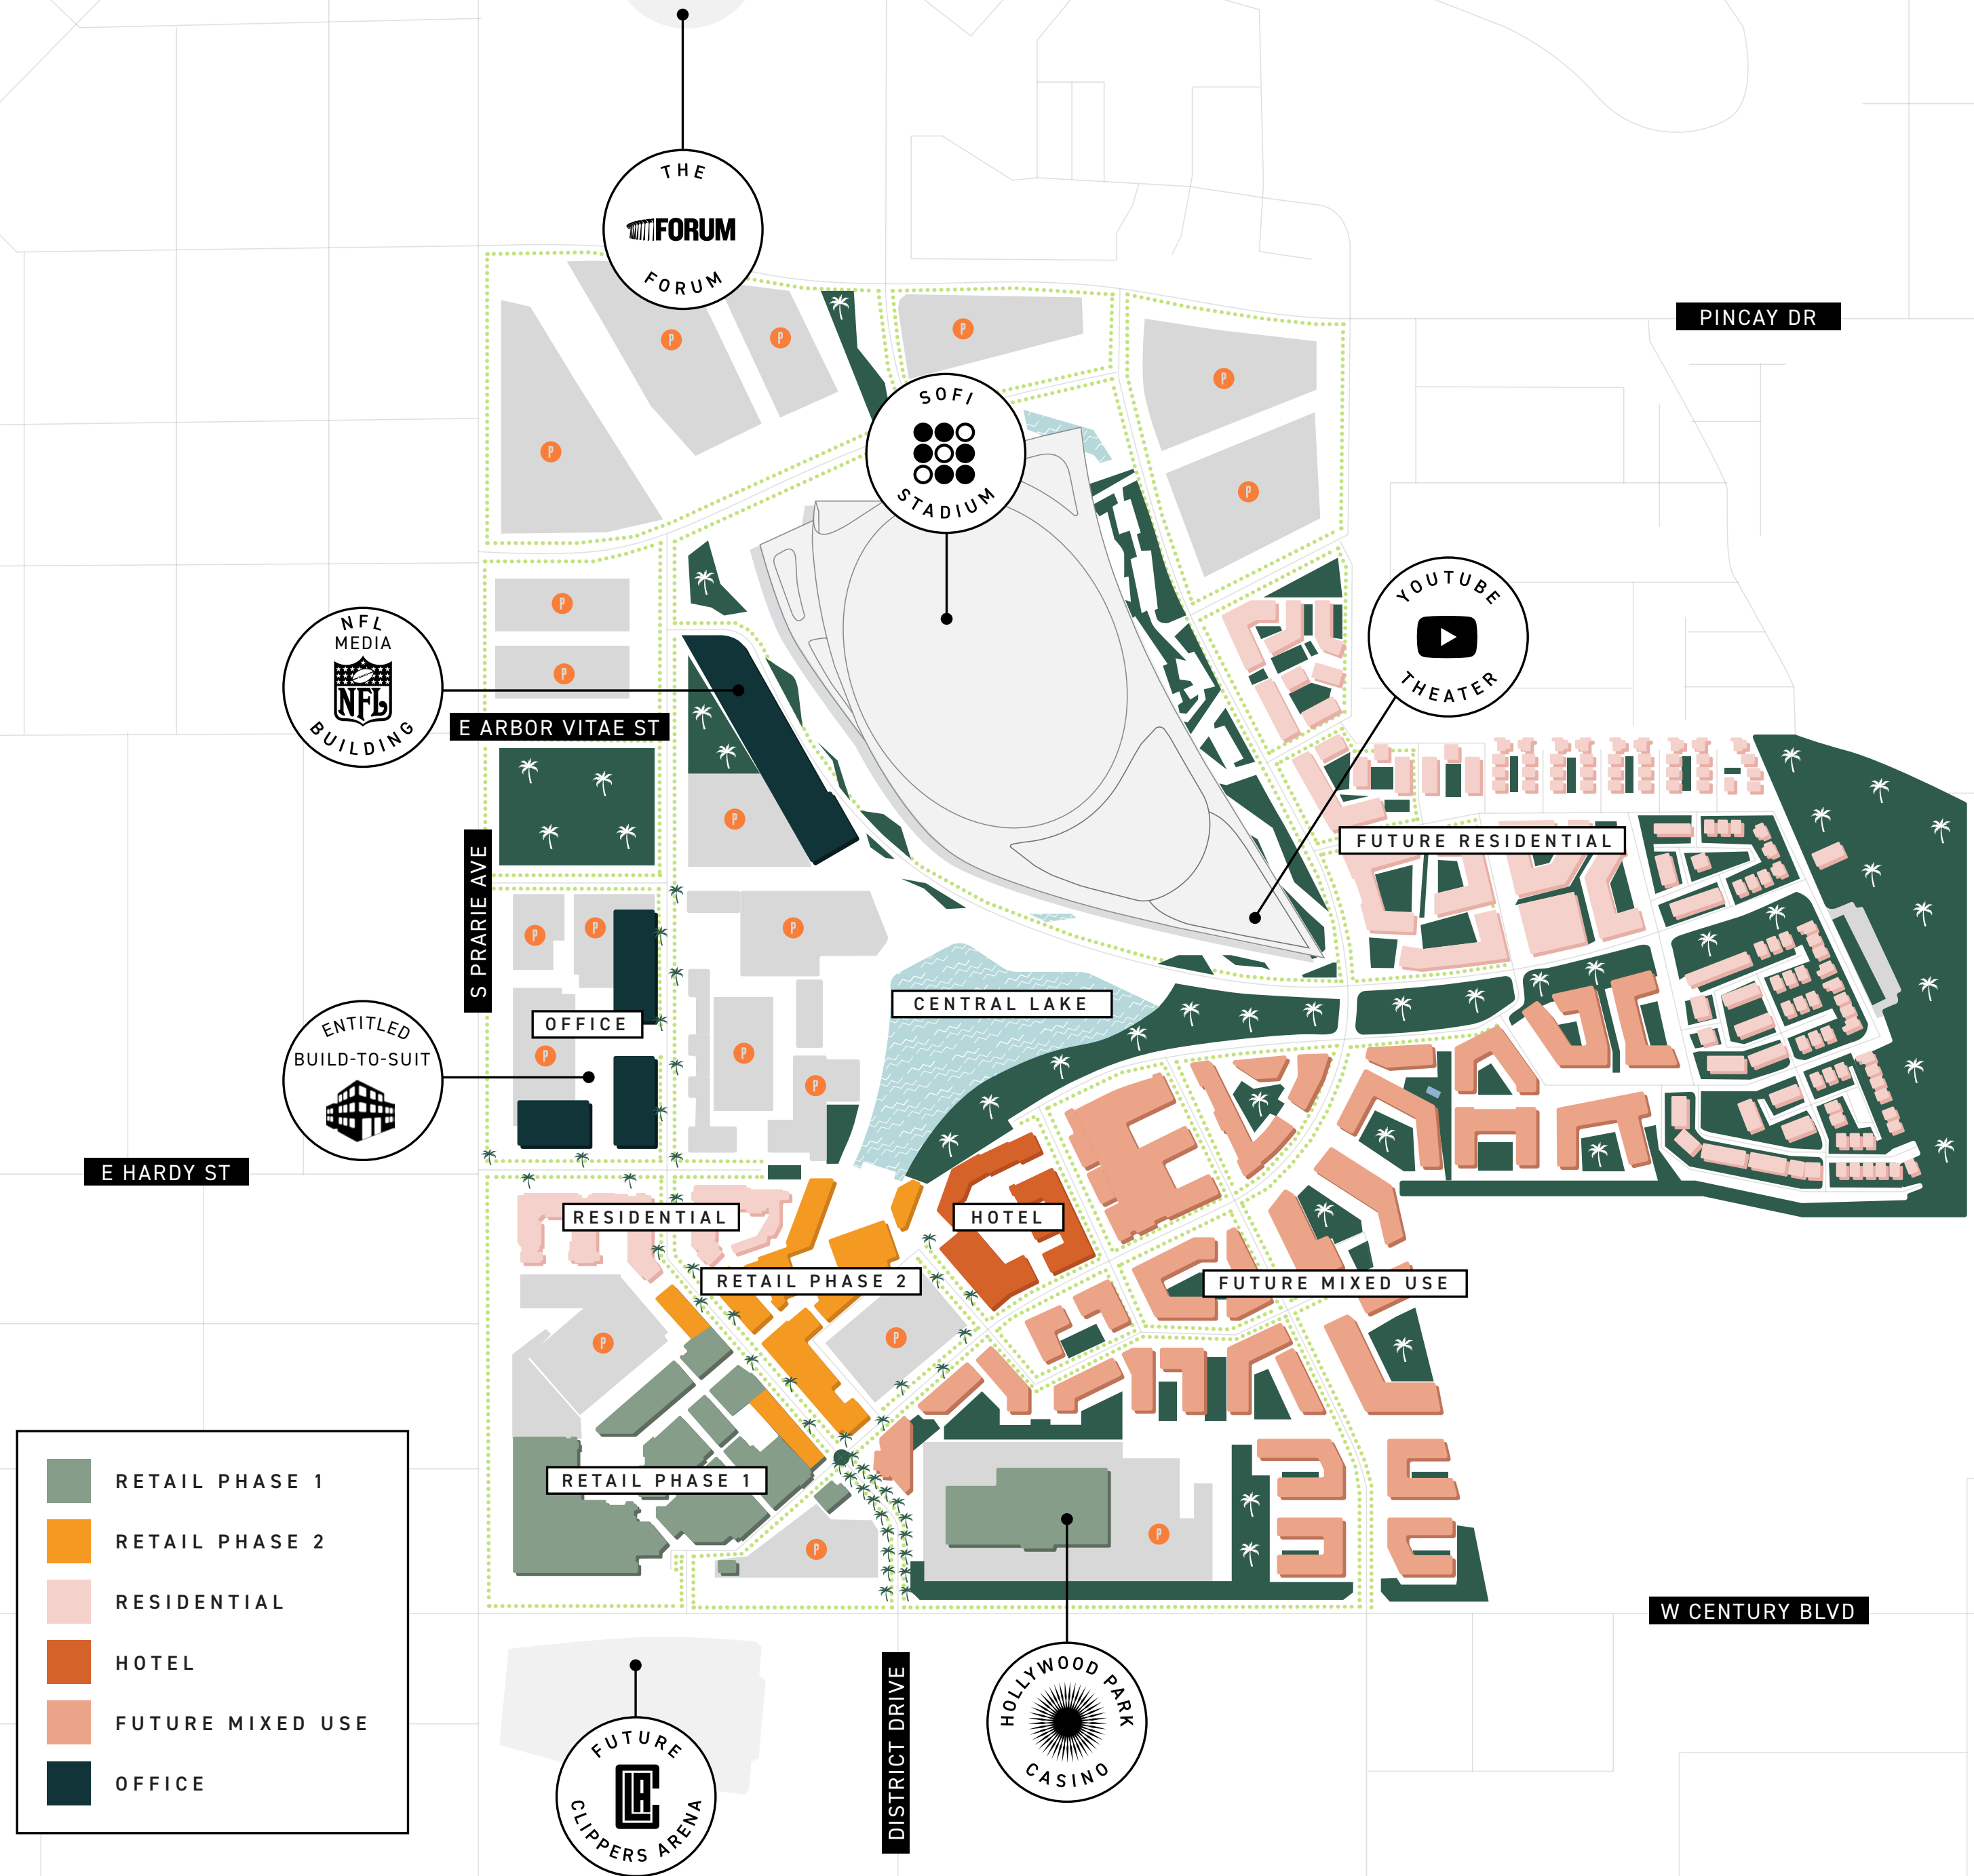 THE
FORUM
FORUM
PINCAY DR
P
P
P
P
P
P
P
SOFI
STADIUM
P
P
NFL
MEDIA
NFL
BUILDING
YOUTUBE
THEATER
E ARBOR VITAE ST
P
FUTURE RESIDENTIAL
S PRARIE AVE
P
P
P
CENTRAL LAKE
OFFICE
ENTITLED
BUILD-TO-SUIT
P
P
P
E HARDY ST
RESIDENTIAL
HOTEL
RETAIL PHASE 2
FUTURE MIXED USE
P
P
RETAIL PHASE 1
P
P
RETAIL PHASE 1
RETAIL PHASE 2
RESIDENTIAL
HOTEL
FUTURE MIXED USE
OFFICE
W CENTURY BLVD
DISTRICT DRIVE
HOLLYWOOD PARK
CASINO
FUTURE
CLA
CLIPPERS ARENA